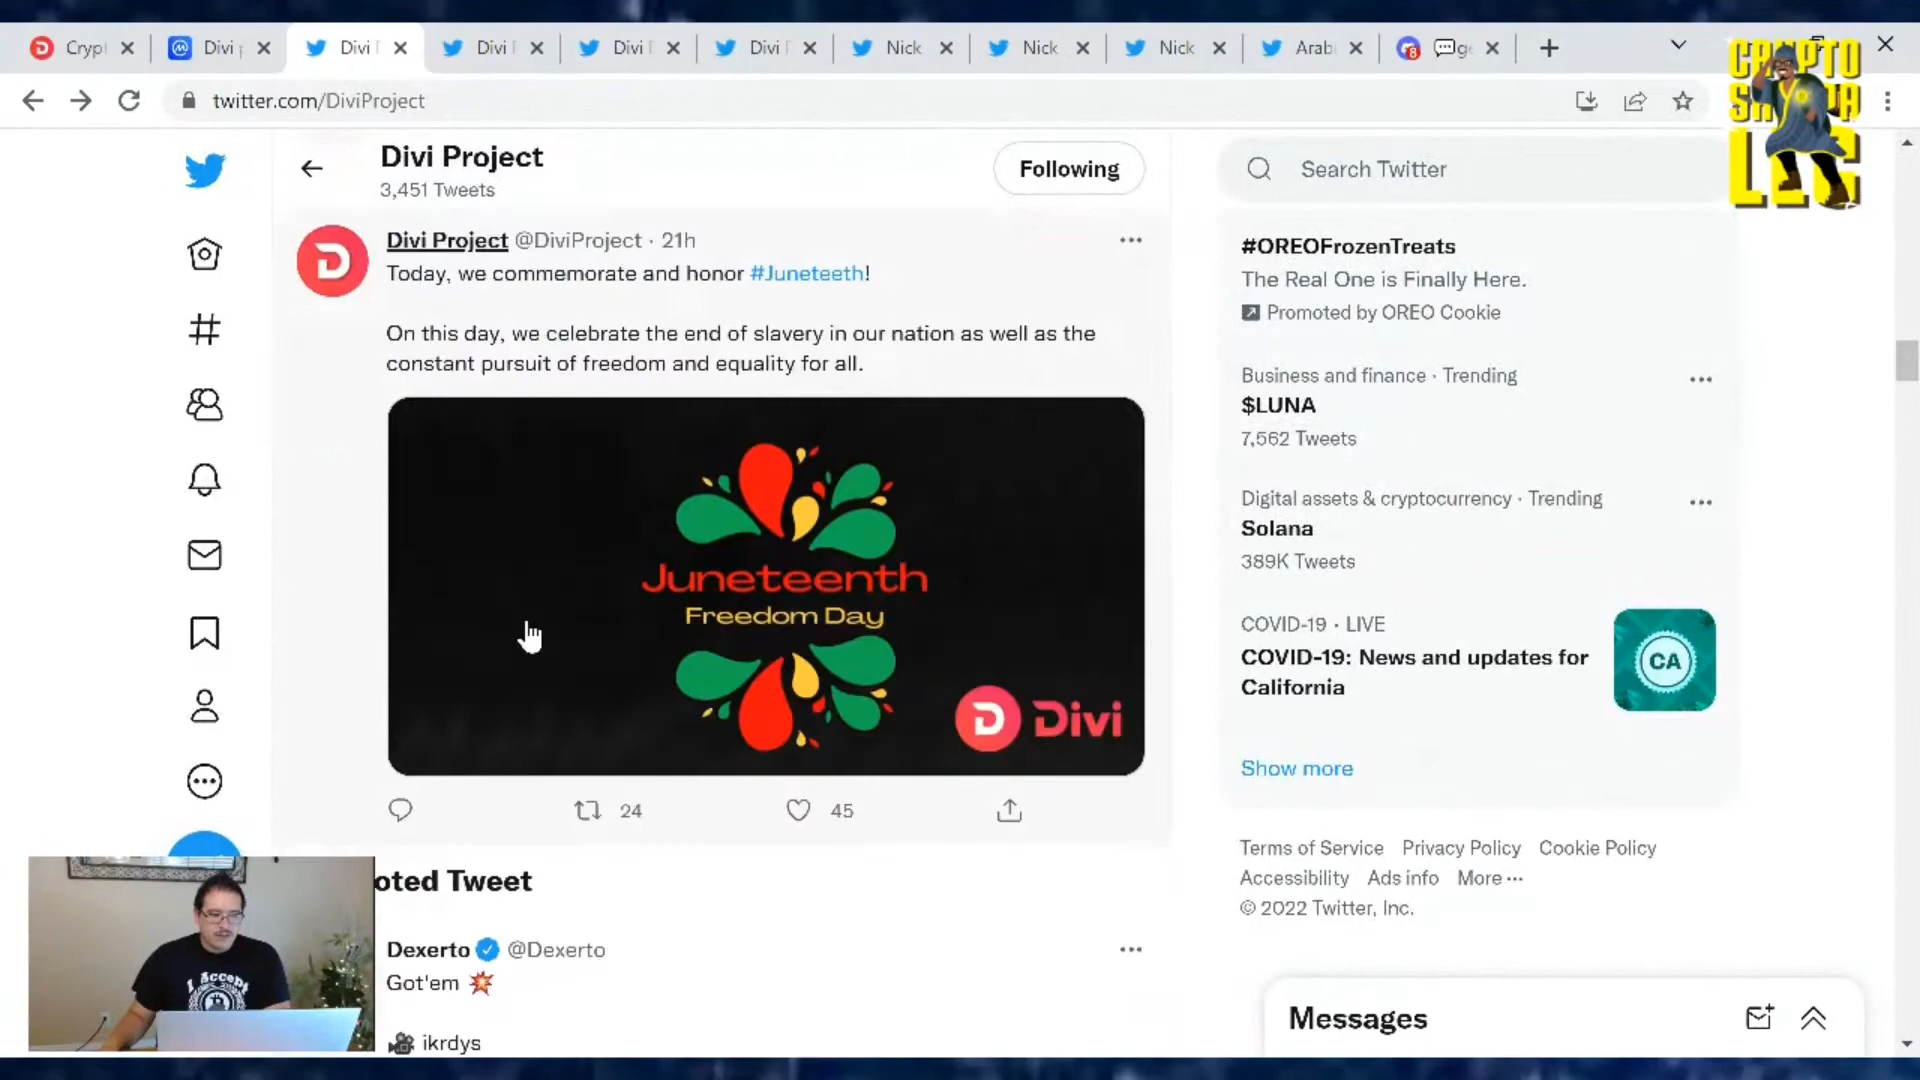 Crypt
Divi p
Divi P
Divi P
Divi P
Divi P
Nick
Nick
Nick
Arab
ge
twitter.com/DiviProject
CRYPTO
LLC
Divi Project
3,451 Tweets
Following
Search Twitter
Divi Project @DiviProject · 21h
Today, we commemorate and honor #Juneteeth!
On this day, we celebrate the end of slavery in our nation as well as the
constant pursuit of freedom and equality for all.
Juneteenth
Freedom Day
D Divi
24
45
oted Tweet
Dexerto @Dexerto
Got'em
ikrdys
#OREOFrozenTreats
The Real One is Finally Here.
Promoted by OREO Cookie
Business and finance · Trending
$LUNA
7,562 Tweets
Digital assets & cryptocurrency · Trending
Solana
389K Tweets
COVID-19 · LIVE
COVID-19: News and updates for
California
CA
Show more
Terms of Service Privacy Policy Cookie Policy
Accessibility Ads info More ···
© 2022 Twitter, Inc.
Messages
I Accept